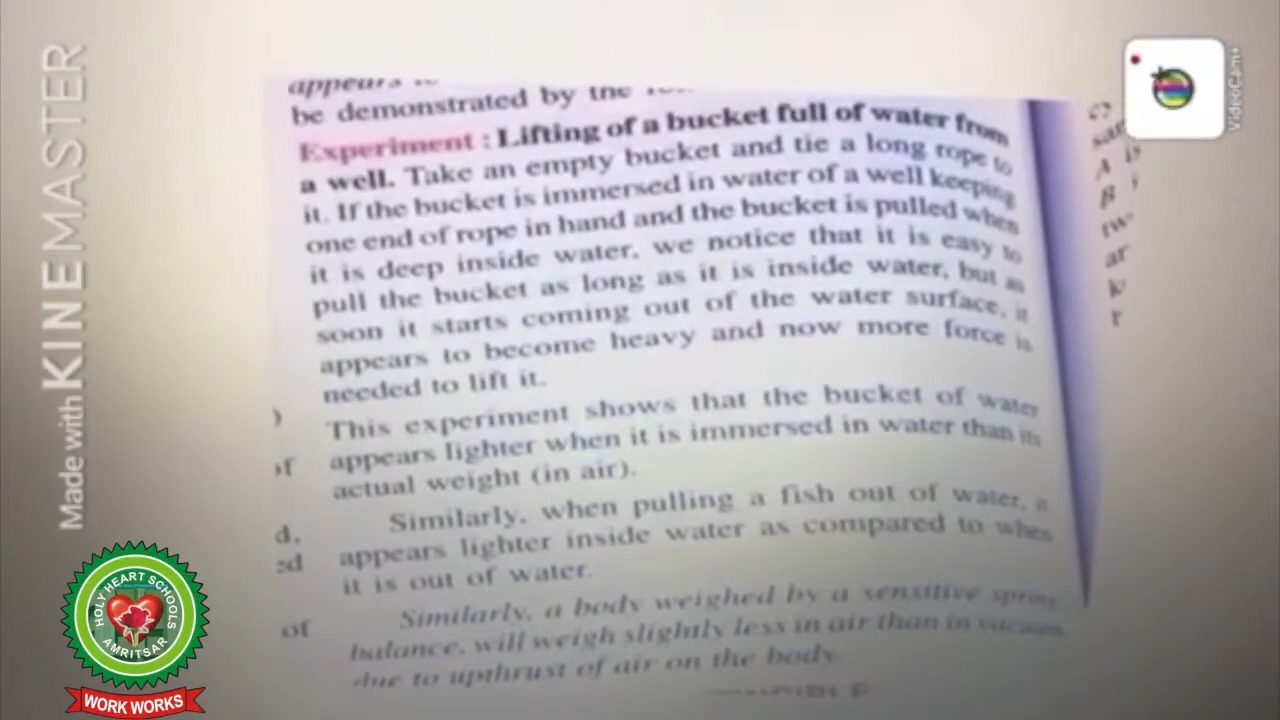 appears
be demonstrated by the
Experiment : Lifting of a bucket full of water from
a well. Take an empty bucket and tie a long rope to
it. If the bucket is immersed in water of a well keeping
one end of rope in hand and the bucket is pulled when
it is deep inside water, we notice that it is easy to
pull the bucket as long as it is inside water, but as
soon it starts coming out of the water surface, it
appears to become heavy and now more force is
needed to lift it.
This experiment shows that the bucket of water
appears lighter when it is immersed in water than its
actual weight (in air).
Similarly, when pulling a fish out of water, it
appears lighter inside water as compared to when
it is out of water.
Similarly, a body weighed by a sensitive spring
balance, will weigh slightly less in air than in vacuum
due to upthrust of air on the body.
)
of
d.
ed
of
A is
B i
ar
Made with KINEMASTER
VideoCam+
HOLY HEART SCHOOLS
AMRITSAR
WORK WORKS